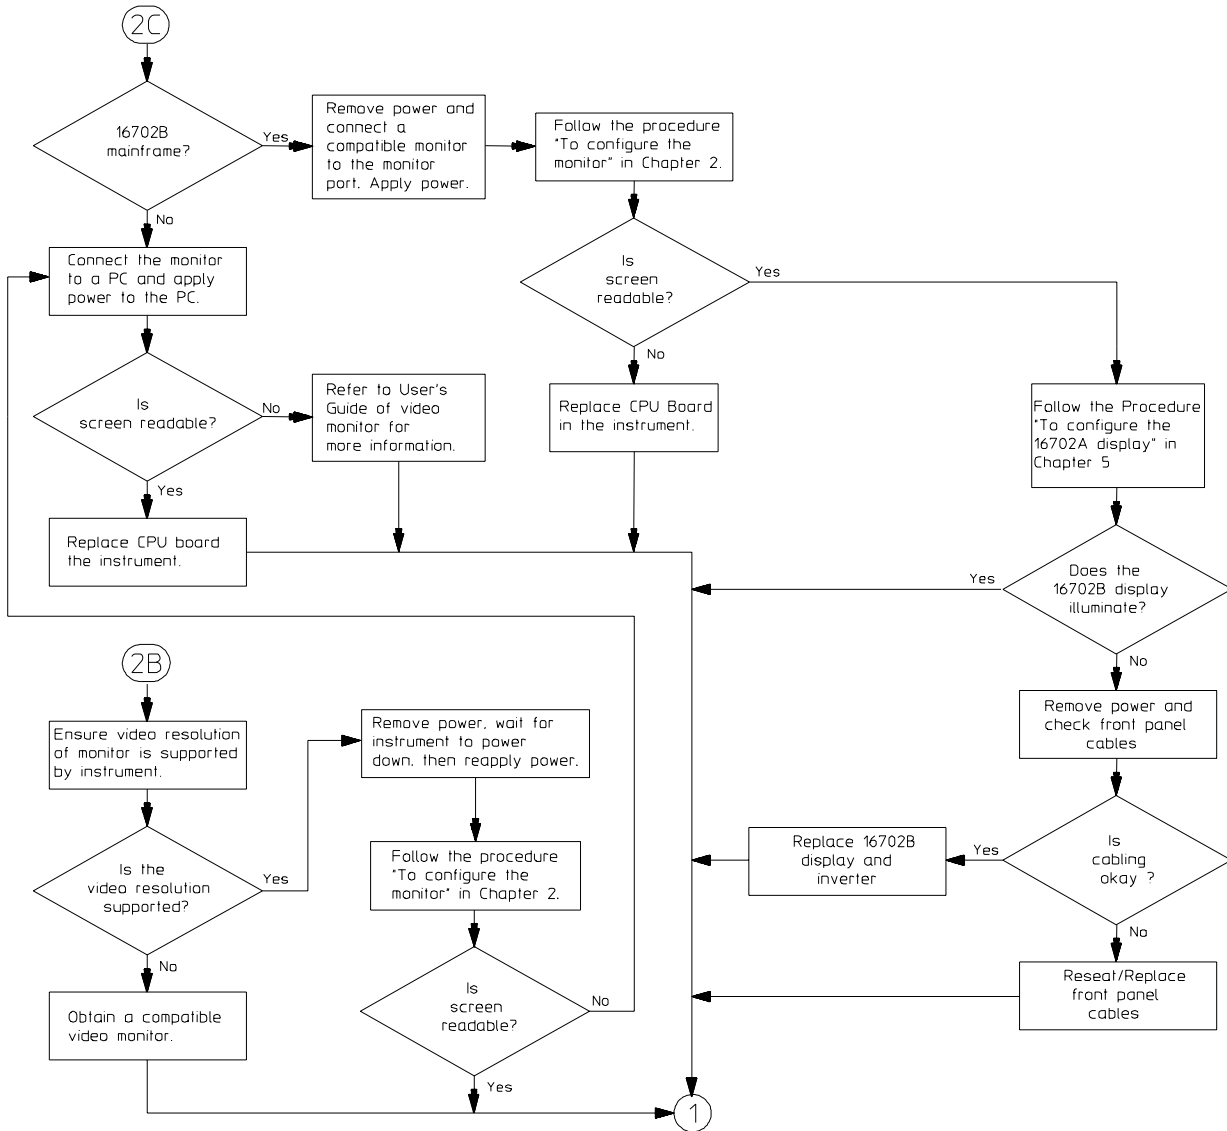 2C
16702B
mainframe?
Yes
No
Remove power and
connect a
compatible monitor
to the monitor
port. Apply power.
Follow the procedure
"To configure the
monitor" in Chapter 2.
Is
screen
readable?
Yes
No
Replace CPU Board
in the instrument.
Connect the monitor
to a PC and apply
power to the PC.
Is
screen readable?
No
Yes
Refer to User's
Guide of video
monitor for
more information.
Replace CPU board
the instrument.
Follow the Procedure
"To configure the
16702A display" in
Chapter 5
Does the
16702B display
illuminate?
Yes
No
Remove power and
check front panel
cables
Is
cabling
okay ?
Yes
No
Replace 16702B
display and
inverter
Reseat/Replace
front panel
cables
2B
Ensure video resolution
of monitor is supported
by instrument.
Is the
video resolution
supported?
Yes
No
Obtain a compatible
video monitor.
Remove power, wait for
instrument to power
down, then reapply power.
Follow the procedure
"To configure the
monitor" in Chapter 2.
Is
screen
readable?
No
Yes
1